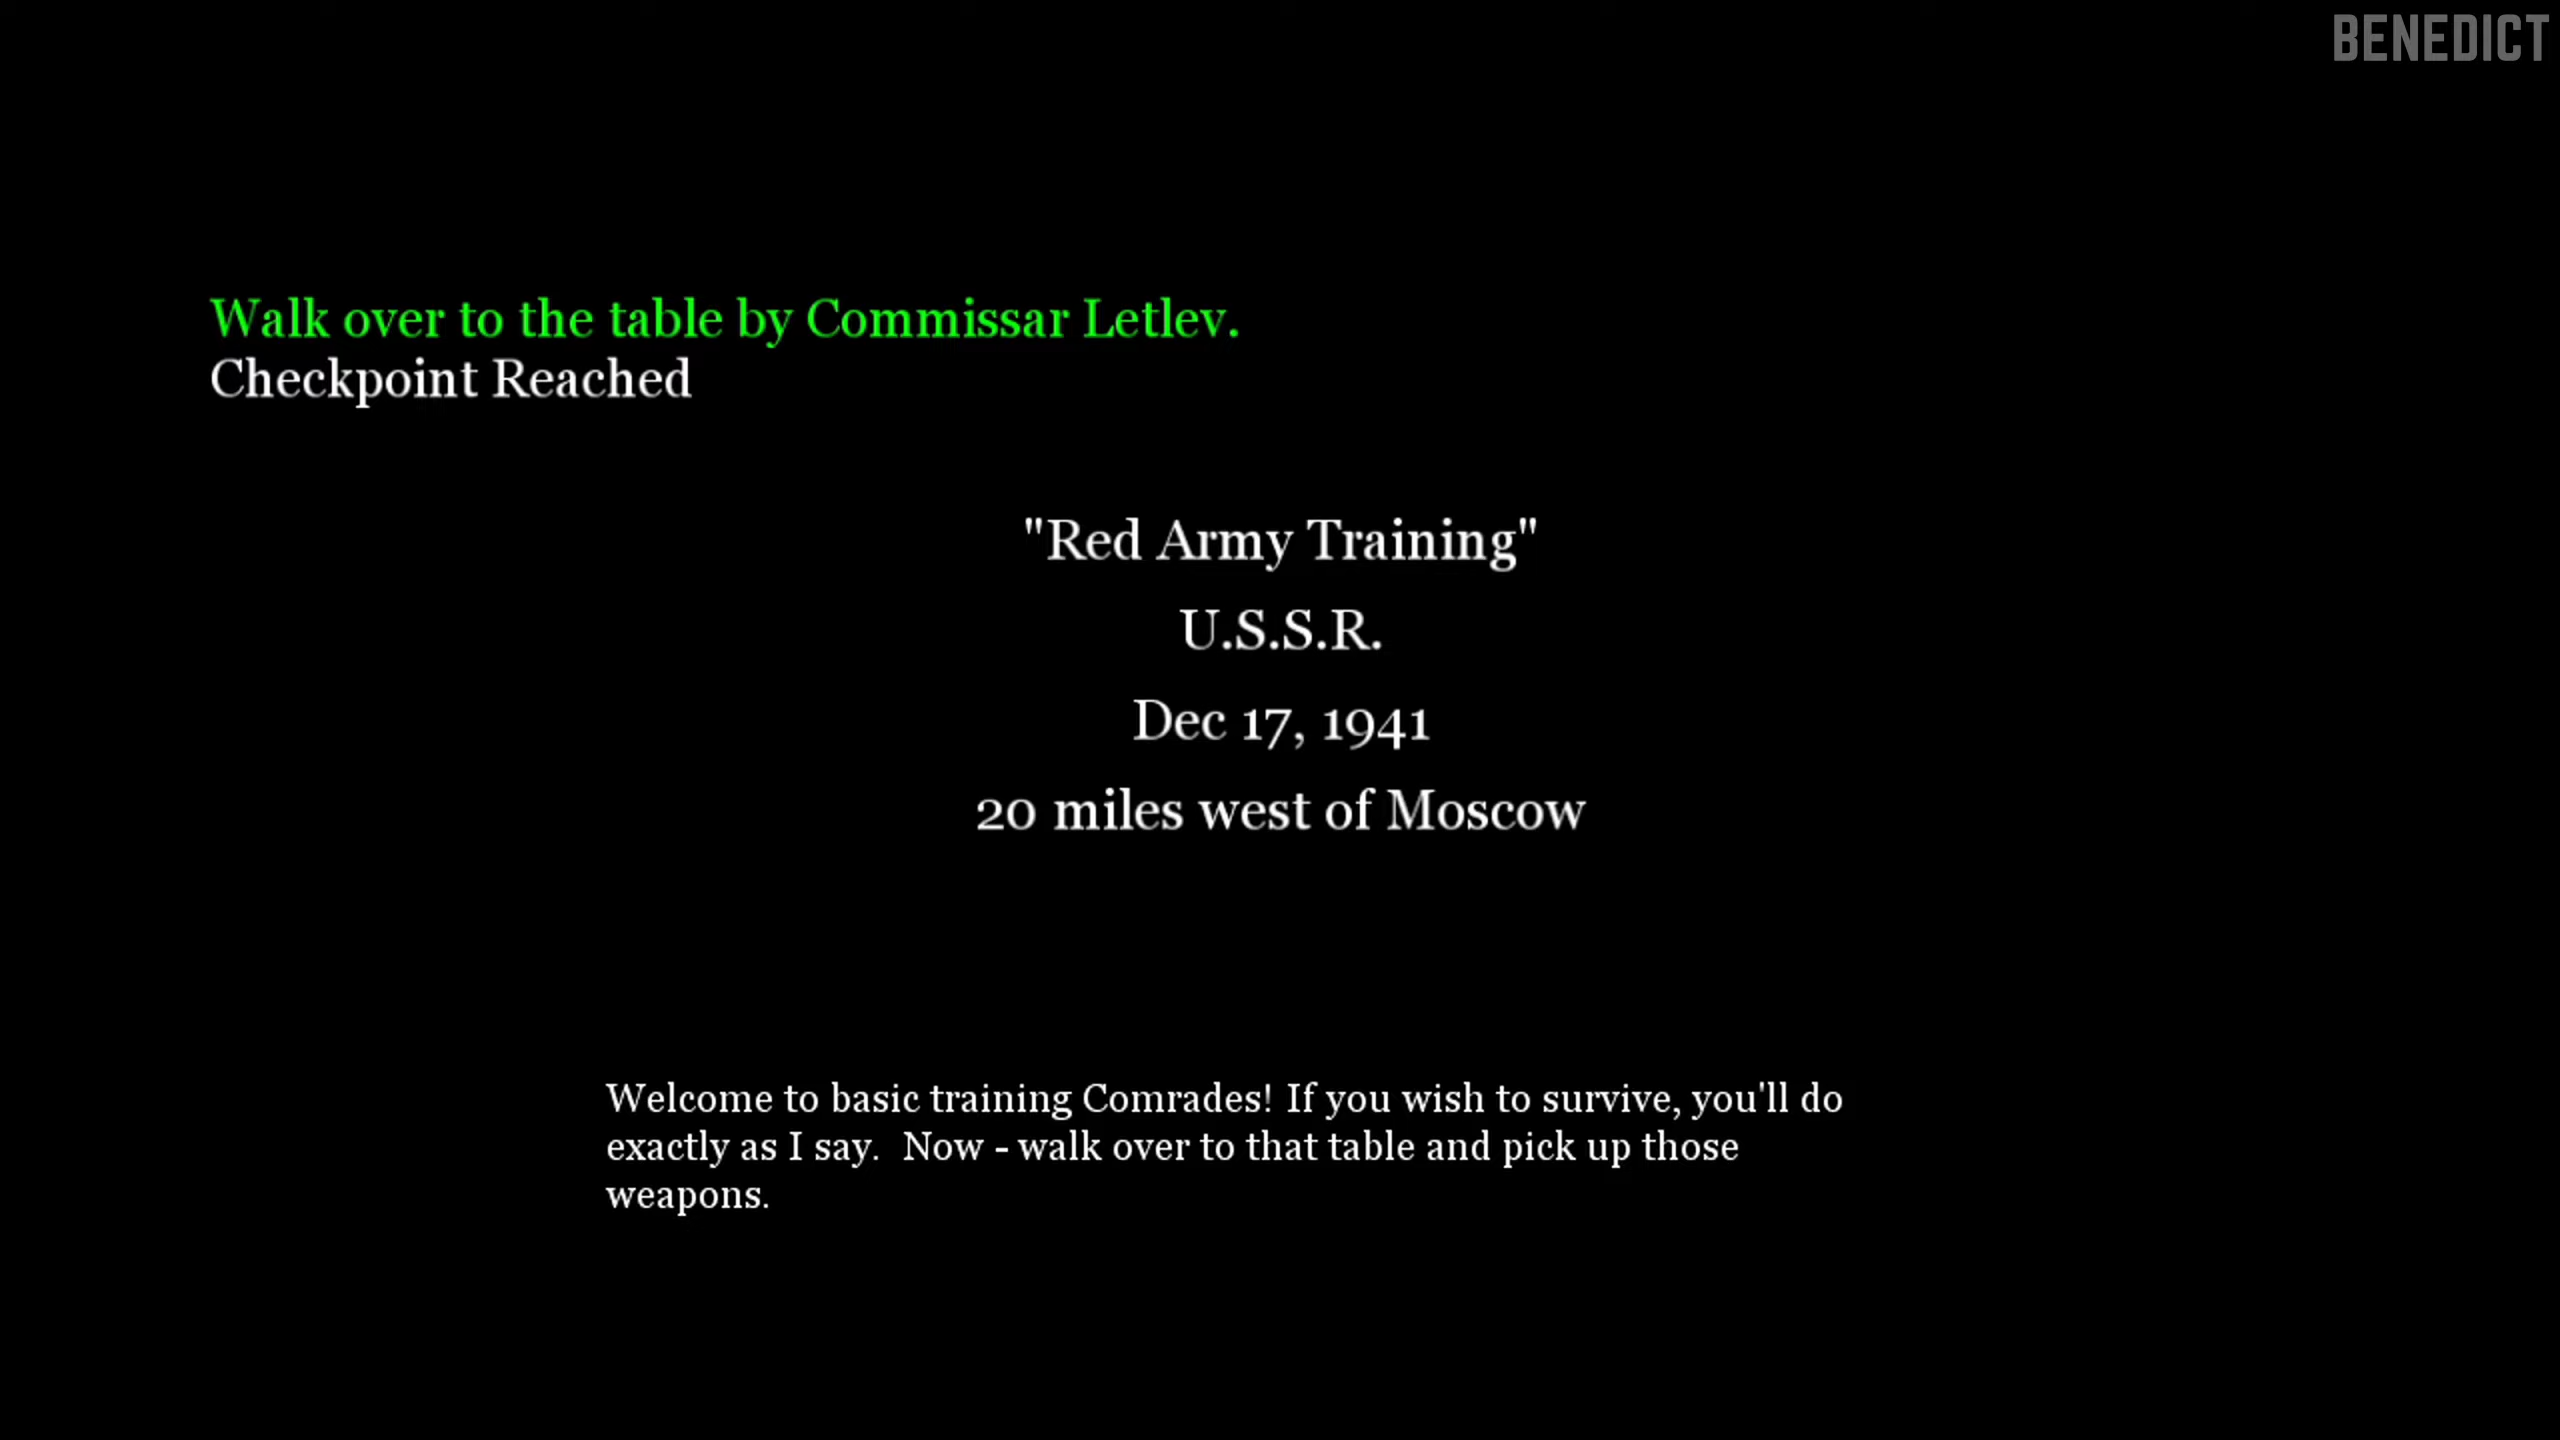 BENEDICT
Walk over to the table by Commissar Letlev.
Checkpoint Reached
"Red Army Training"
U.S.S.R.
Dec 17, 1941
20 miles west of Moscow
Welcome to basic training Comrades! If you wish to survive, you'll do
exactly as I say.  Now - walk over to that table and pick up those
weapons.